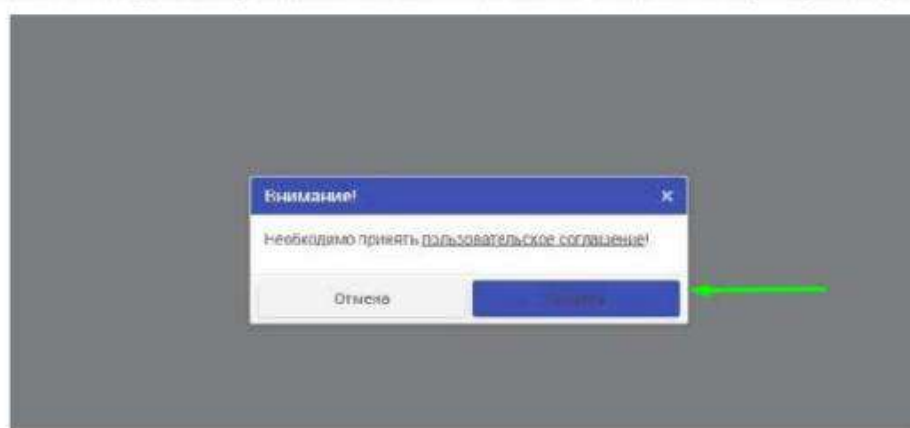 Внимание!
Необходимо принять пользовательское соглашение!
Отмена